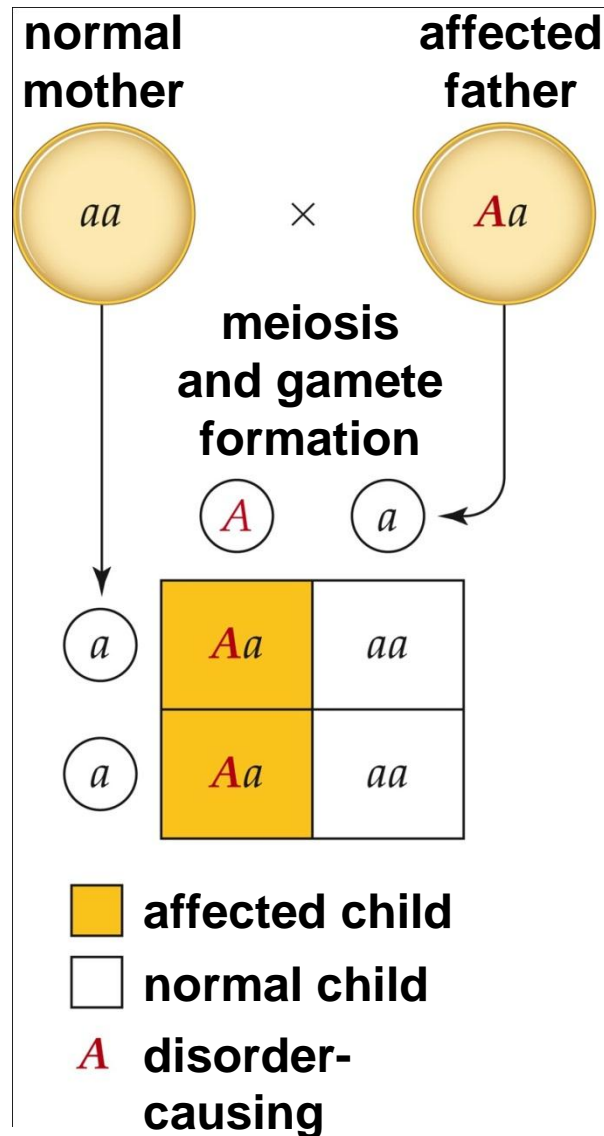 normal mother
affected father
aa × Aa
meiosis
and gamete
formation
A a
a Aa aa
a Aa aa
affected child
normal child
A disorder-
causing